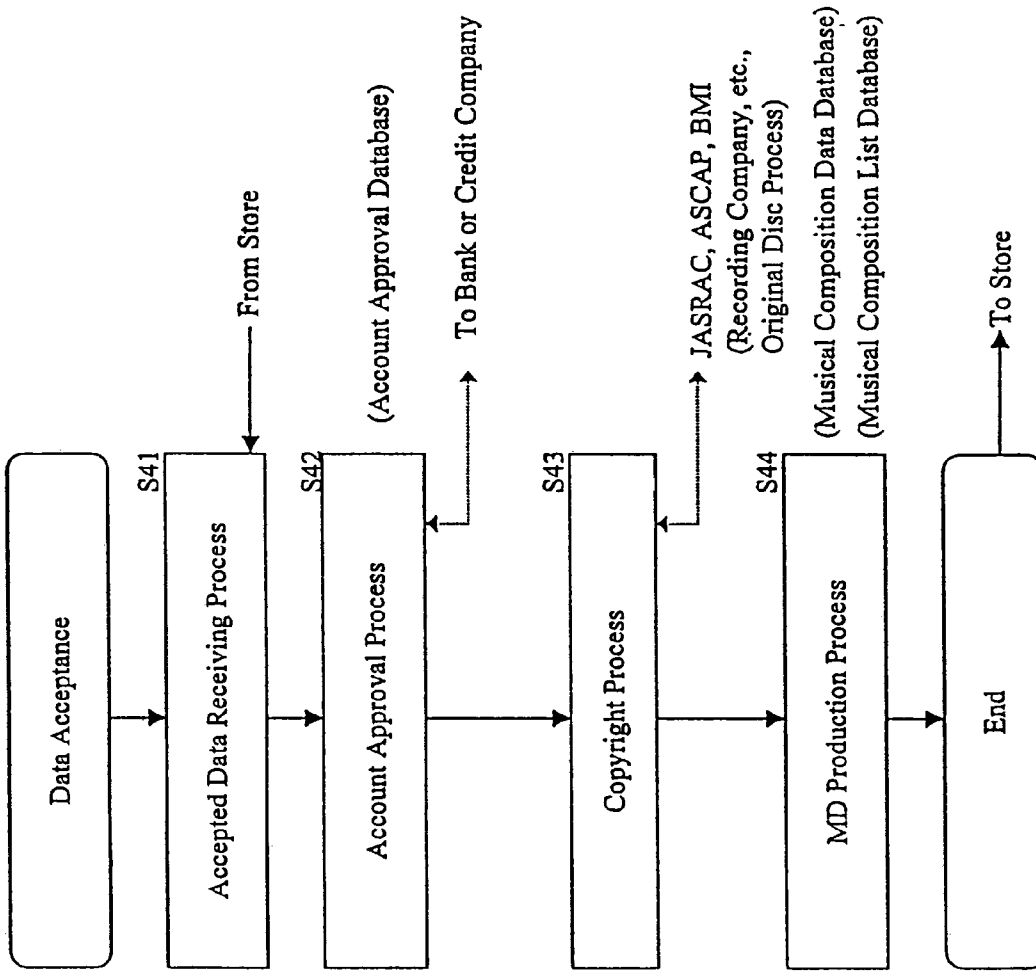 Data Acceptance
S41
Accepted Data Receiving Process
From Store
S42
Account Approval Process
(Account Approval Database)
To Bank or Credit Company
S43
Copyright Process
JASRAC, ASCAP, BMI
(Recording Company, etc.,
Original Disc Process)
S44
MD Production Process
(Musical Composition Data Database)
(Musical Composition List Database)
End
To Store